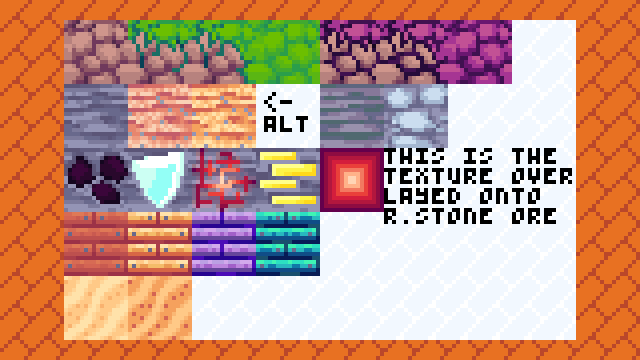 <-
ALT
THIS IS THE
TEXTURE OVER
LAYED ONTO
R.STONE ORE